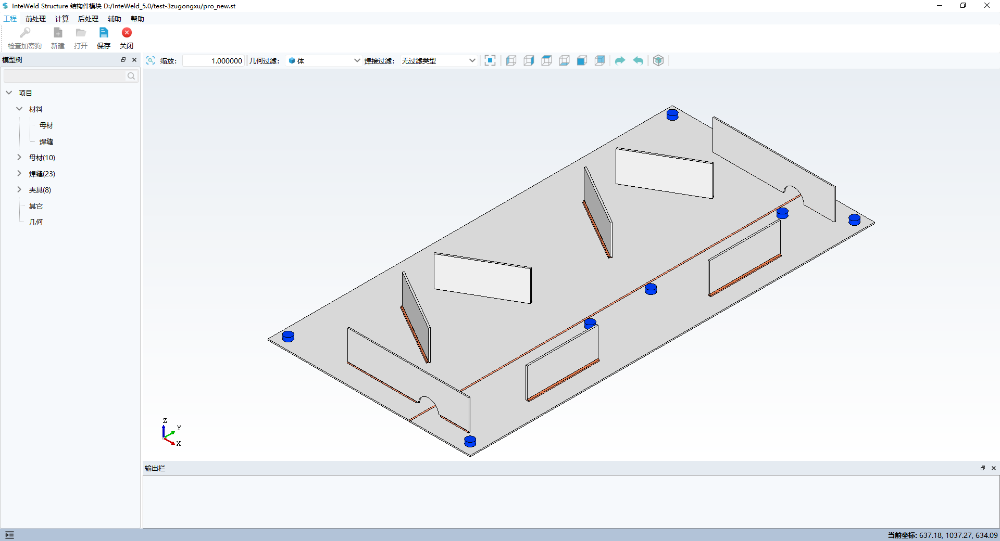 InteWeld Structure 结构件模块 D:/InteWeld_5.0/test-3zugongxu/pro_new.st
工程 前处理 计算 后处理 辅助 帮助
检查加密狗 新建 打开 保存 关闭
模型树
缩放: 1.000000 几何过滤: 体 焊接过滤: 无过滤类型
项目
材料
母材
焊缝
母材(10)
焊缝(23)
夹具(8)
其它
几何
Z
Y
X
输出栏
当前坐标: 637.18, 1037.27, 634.09